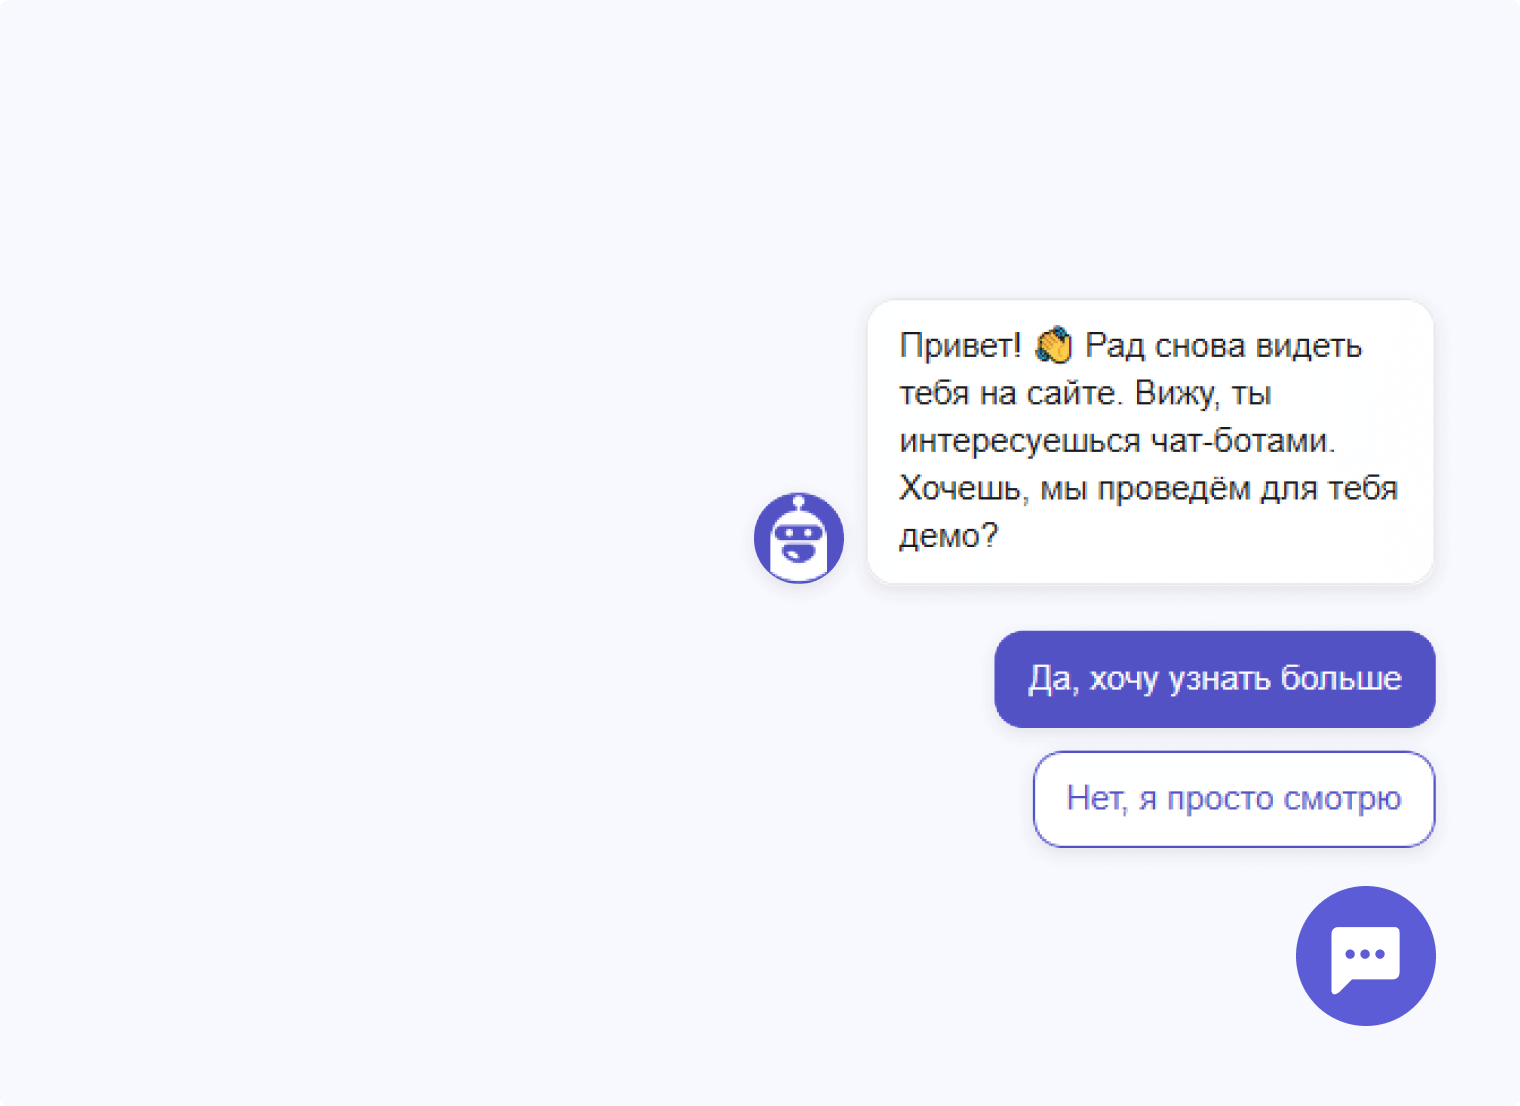 Привет! 👋 Рад снова видеть
тебя на сайте. Вижу, ты
интересуешься чат-ботами.
Хочешь, мы проведём для тебя
демо?
Да, хочу узнать больше
Нет, я просто смотрю